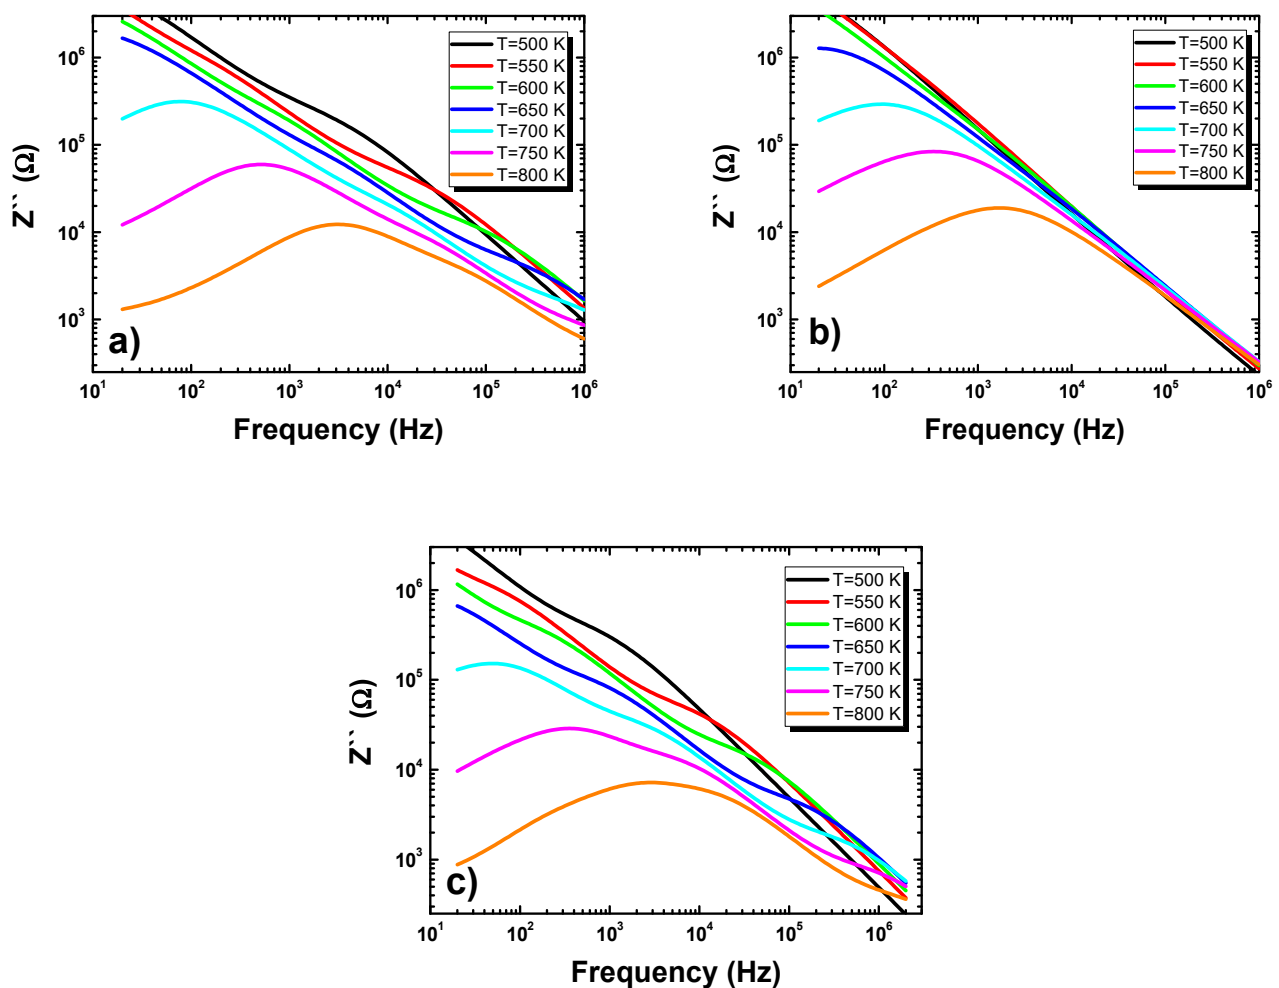 T=500 K
T=550 K
T=600 K
T=650 K
T=700 K
T=750 K
T=800 K
10⁶
10⁵
10⁴
10³
Z`` (Ω)
a)
10¹ 10² 10³ 10⁴ 10⁵ 10⁶
Frequency (Hz)
T=500 K
T=550 K
T=600 K
T=650 K
T=700 K
T=750 K
T=800 K
10⁶
10⁵
10⁴
10³
Z`` (Ω)
b)
10¹ 10² 10³ 10⁴ 10⁵ 10⁶
Frequency (Hz)
T=500 K
T=550 K
T=600 K
T=650 K
T=700 K
T=750 K
T=800 K
10⁶
10⁵
10⁴
10³
Z`` (Ω)
c)
10¹ 10² 10³ 10⁴ 10⁵ 10⁶
Frequency (Hz)